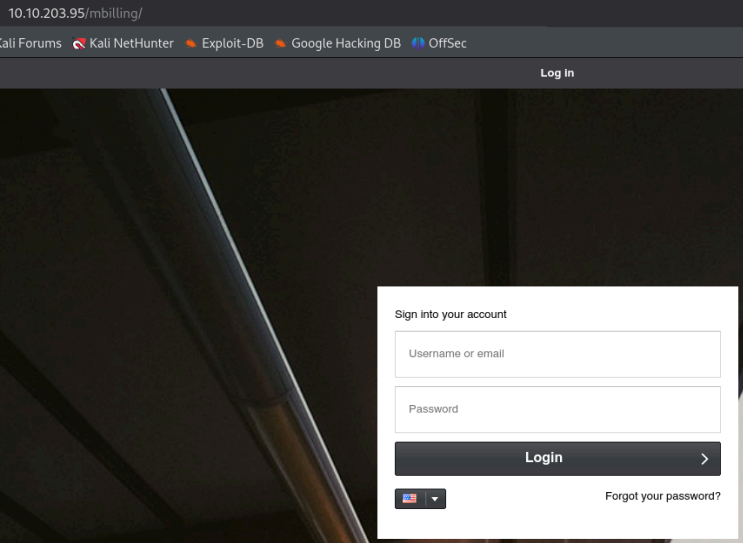 10.10.203.95/mbilling/
Kali Forums Kali NetHunter Exploit-DB Google Hacking DB OffSec
Log in
Sign into your account
Username or email
Password
Login
Forgot your password?